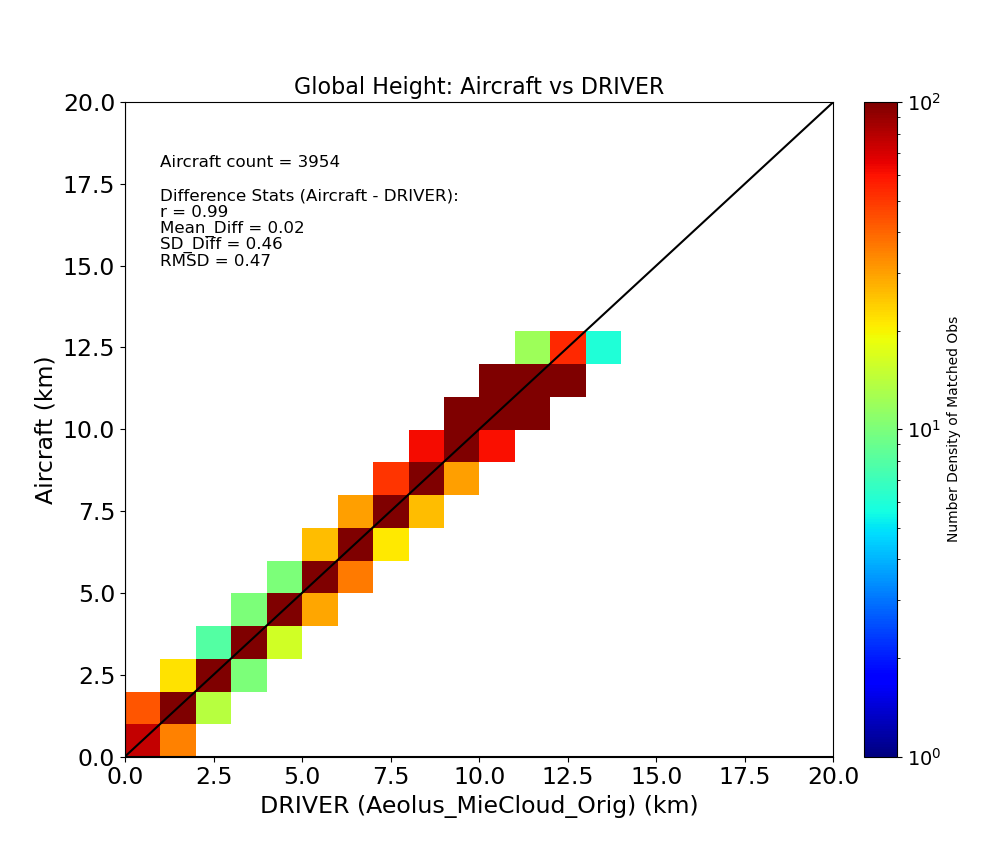 Global Height: Aircraft vs DRIVER
20.0
17.5
15.0
12.5
10.0
7.5
5.0
2.5
0.0
Aircraft (km)
Aircraft count = 3954
Difference Stats (Aircraft - DRIVER):
r = 0.99
Mean_Diff = 0.02
SD_Diff = 0.46
RMSD = 0.47
0.0 2.5 5.0 7.5 10.0 12.5 15.0 17.5 20.0
DRIVER (Aeolus_MieCloud_Orig) (km)
10²
10¹
10⁰
Number Density of Matched Obs